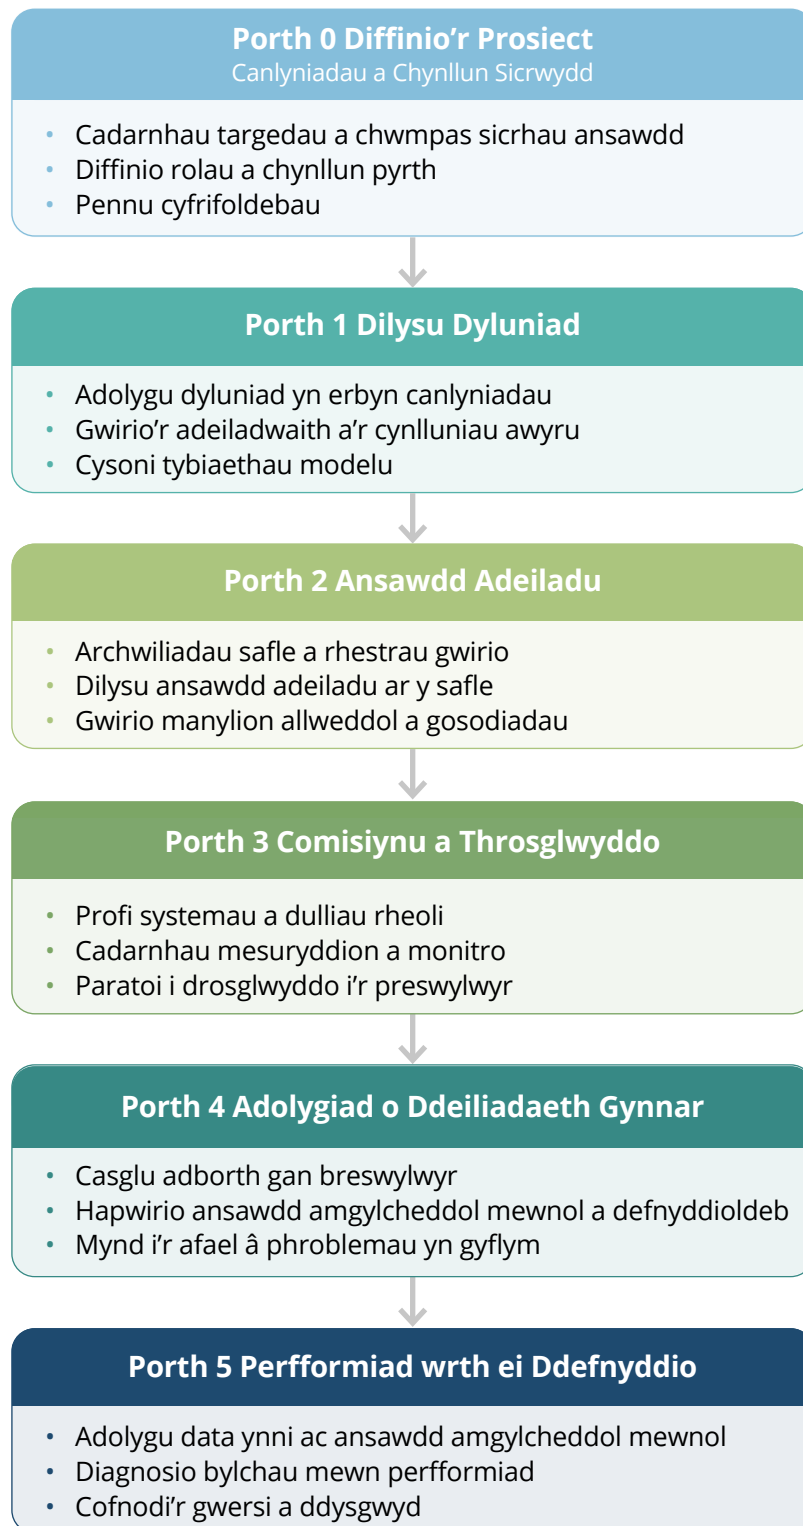 Porth 0 Diffinio’r Prosiect
Canlyniadau a Chynllun Sicrwydd
• Cadarnhau targedau a chwmpas sicrhau ansawdd
• Diffinio rolau a chynllun pyrth
• Pennu cyfrifoldebau
Porth 1 Dilysu Dyluniad
• Adolygu dyluniad yn erbyn canlyniadau
• Gwirio’r adeiladwaith a’r cynlluniau awyru
• Cysoni tybiaethau modelu
Porth 2 Ansawdd Adeiladu
• Archwiliadau safle a rhestrau gwirio
• Dilysu ansawdd adeiladu ar y safle
• Gwirio manylion allweddol a gosodiadau
Porth 3 Comisiynu a Throsglwyddo
• Profi systemau a dulliau rheoli
• Cadarnhau mesuryddion a monitro
• Paratoi i drosglwyddo i’r preswylwyr
Porth 4 Adolygiad o Ddeiliadaeth Gynnar
• Casglu adborth gan breswylwyr
• Hapwirio ansawdd amgylcheddol mewnol a defnyddioldeb
• Mynd i’r afael â phroblemau yn gyflym
Porth 5 Perfformiad wrth ei Ddefnyddio
• Adolygu data ynni ac ansawdd amgylcheddol mewnol
• Diagnosio bylchau mewn perfformiad
• Cofnodi’r gwersi a ddysgwyd